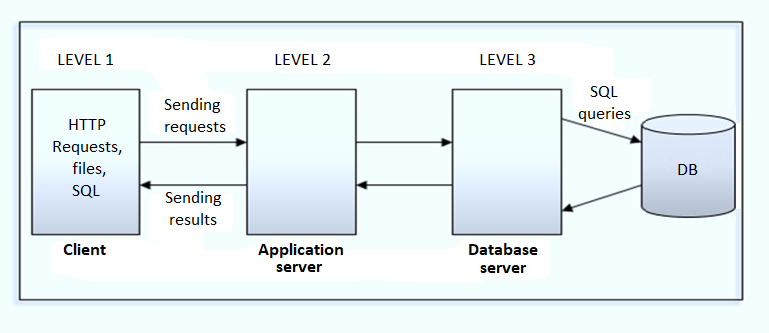 LEVEL 1
LEVEL 2
LEVEL 3
HTTP
Requests,
files,
SQL
Sending
requests
Sending
results
SQL
queries
DB
Client
Application
server
Database
server